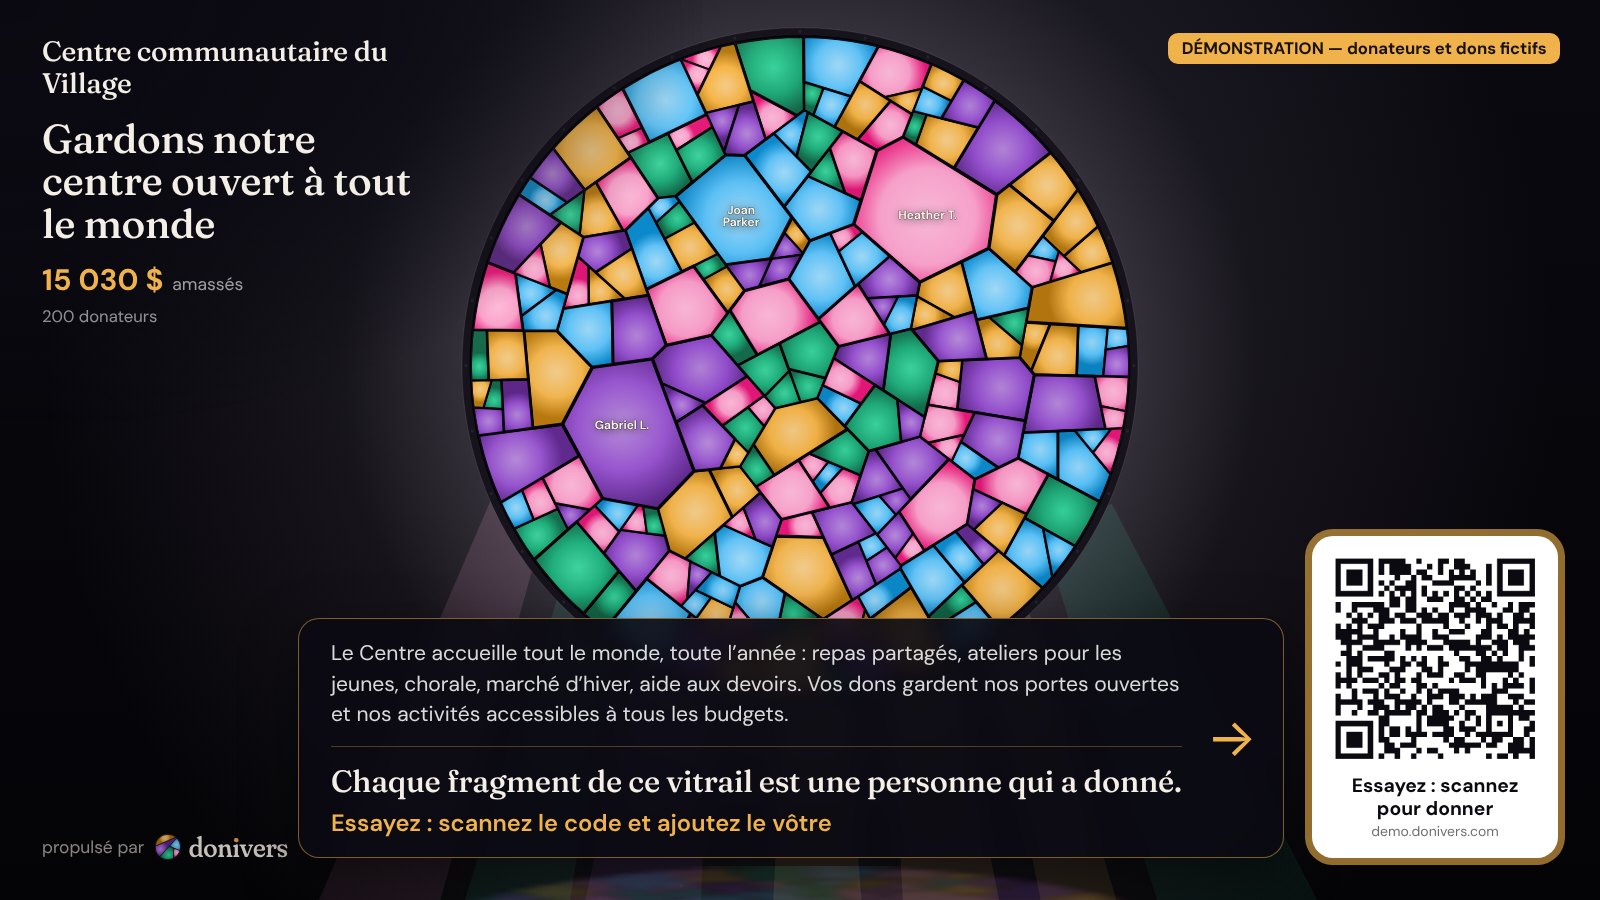 Centre communautaire du
Village
Gardons notre
centre ouvert à tout
le monde
15 030 $ amassés
200 donateurs
DÉMONSTRATION — donateurs et dons fictifs
Joan
Parker
Heather T.
Gabriel L.
Le Centre accueille tout le monde, toute l’année : repas partagés, ateliers pour les
jeunes, chorale, marché d’hiver, aide aux devoirs. Vos dons gardent nos portes ouvertes
et nos activités accessibles à tous les budgets.
Chaque fragment de ce vitrail est une personne qui a donné.
Essayez : scannez le code et ajoutez le vôtre
Essayez : scannez
pour donner
demo.donivers.com
propulsé par donivers